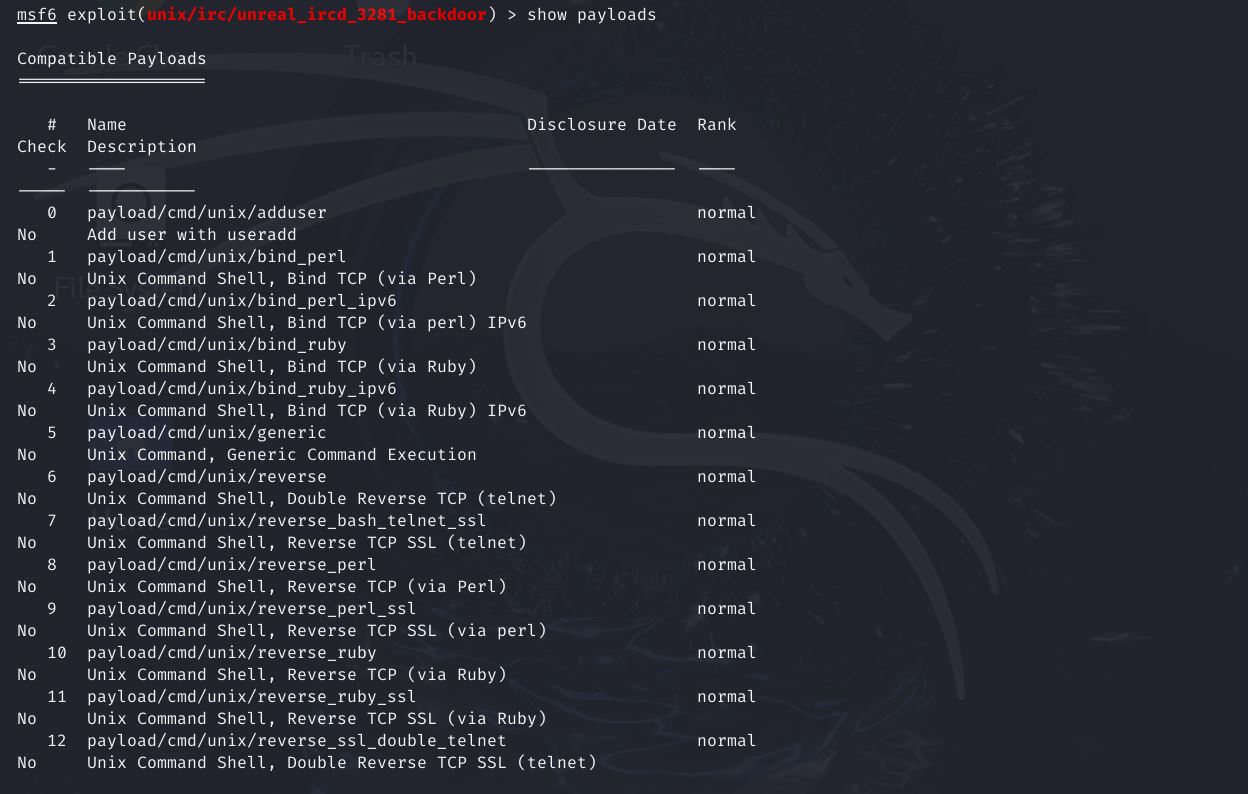 msf6 exploit(unix/irc/unreal_ircd_3281_backdoor) > show payloads
Trash
Compatible Payloads
# Name Disclosure Date Rank
Check Description
0 payload/cmd/unix/adduser normal
No Add user with useradd
1 payload/cmd/unix/bind_perl normal
No Unix Command Shell, Bind TCP (via Perl)
File System
2 payload/cmd/unix/bind_perl_ipv6 normal
No Unix Command Shell, Bind TCP (via perl) IPv6
3 payload/cmd/unix/bind_ruby normal
No Unix Command Shell, Bind TCP (via Ruby)
4 payload/cmd/unix/bind_ruby_ipv6 normal
No Unix Command Shell, Bind TCP (via Ruby) IPv6
5 payload/cmd/unix/generic normal
No Unix Command, Generic Command Execution
6 payload/cmd/unix/reverse normal
No Unix Command Shell, Double Reverse TCP (telnet)
7 payload/cmd/unix/reverse_bash_telnet_ssl normal
No Unix Command Shell, Reverse TCP SSL (telnet)
8 payload/cmd/unix/reverse_perl normal
No Unix Command Shell, Reverse TCP (via Perl)
9 payload/cmd/unix/reverse_perl_ssl normal
No Unix Command Shell, Reverse TCP SSL (via perl)
10 payload/cmd/unix/reverse_ruby normal
No Unix Command Shell, Reverse TCP (via Ruby)
11 payload/cmd/unix/reverse_ruby_ssl normal
No Unix Command Shell, Reverse TCP SSL (via Ruby)
12 payload/cmd/unix/reverse_ssl_double_telnet normal
No Unix Command Shell, Double Reverse TCP SSL (telnet)